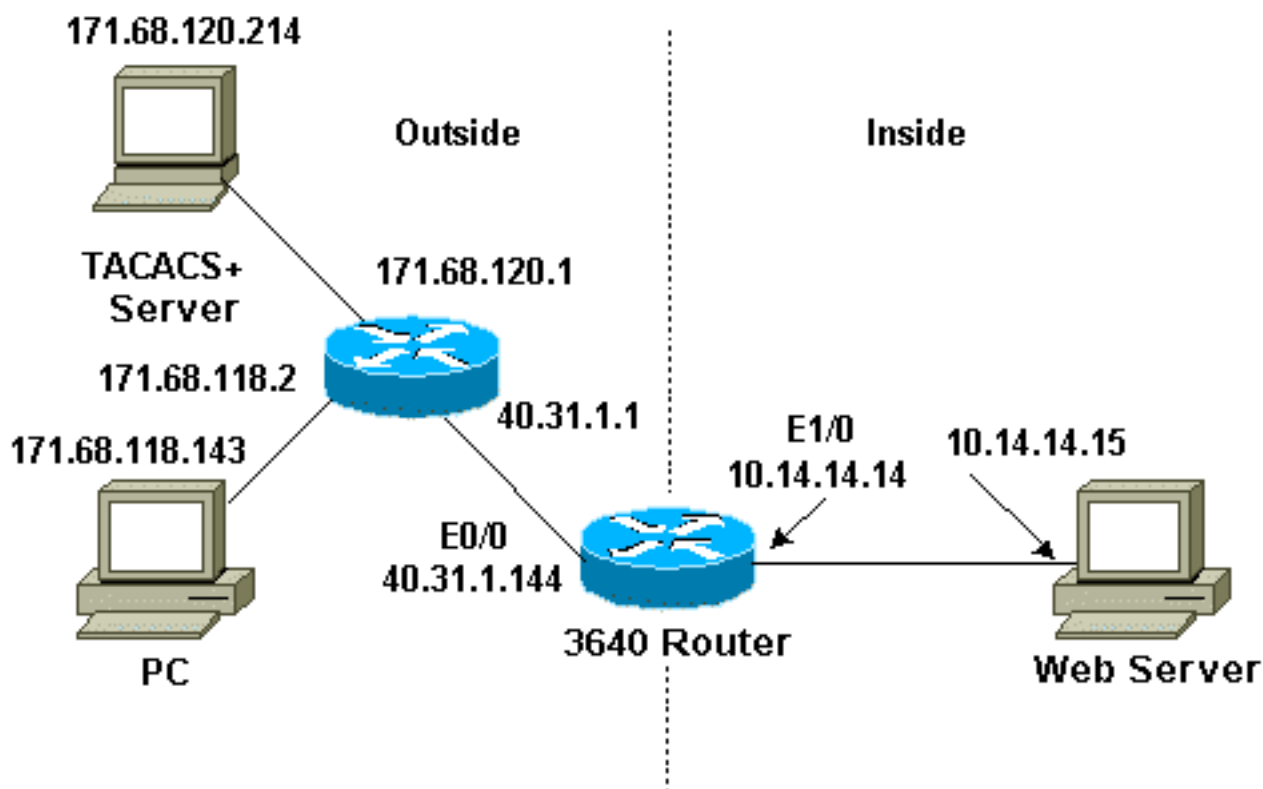 171.68.120.214
Outside
Inside
TACACS+
Server
171.68.120.1
171.68.118.2
40.31.1.1
171.68.118.143
E1/0
10.14.14.14
10.14.14.15
E0/0
40.31.1.144
3640 Router
PC
Web Server